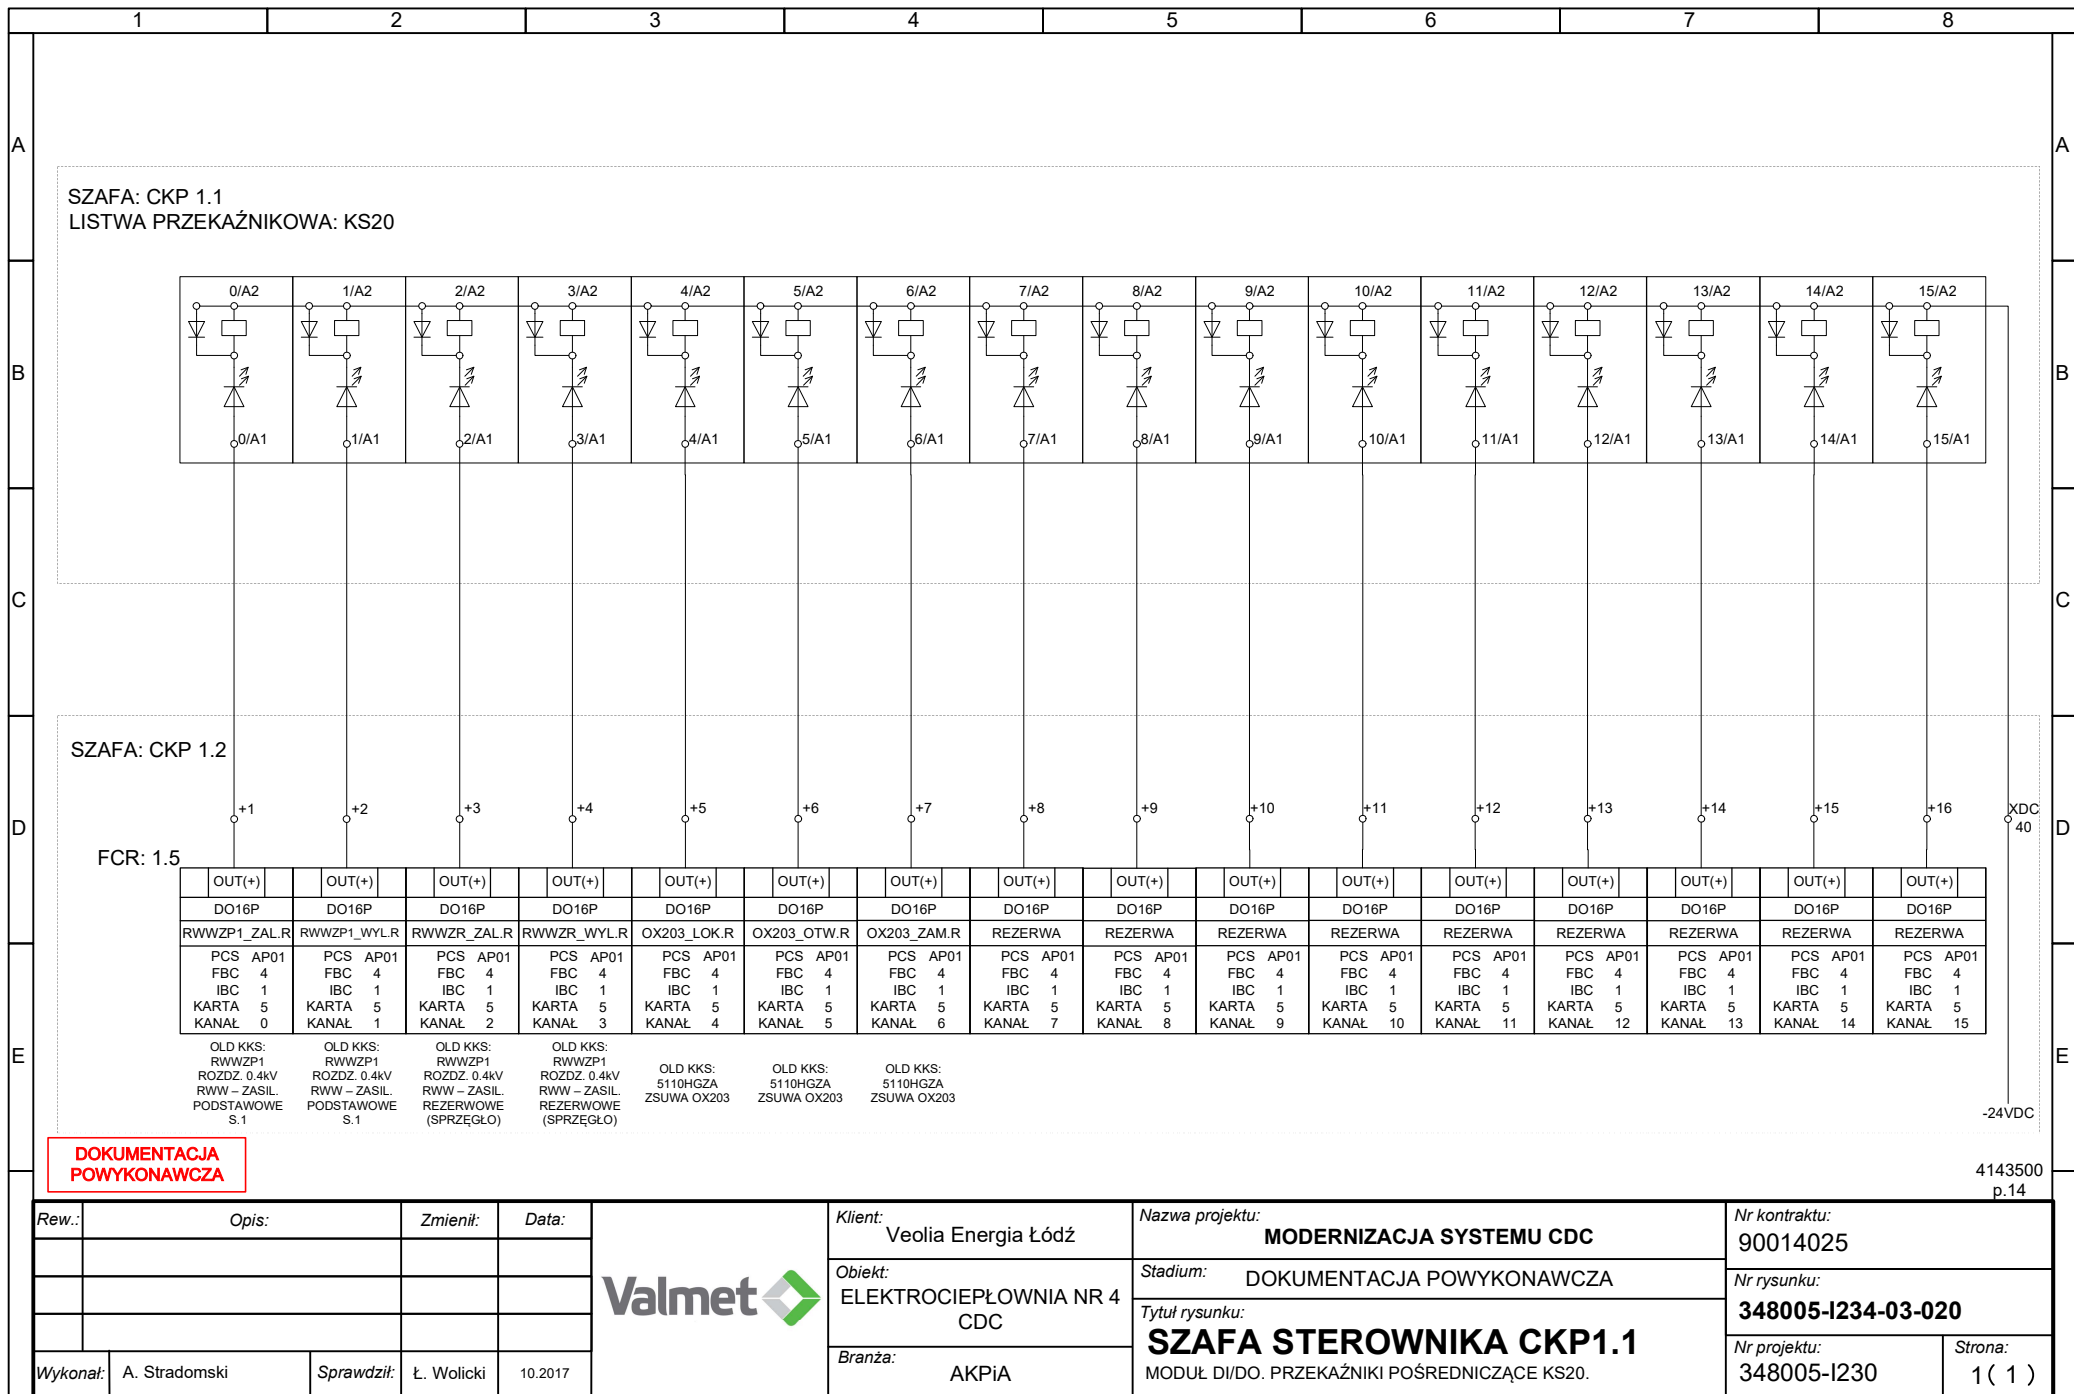 1 2 3 4 5 6 7 8
A A
SZAFA: CKP 1.1
LISTWA PRZEKAŹNIKOWA: KS20
0/A2 1/A2 2/A2 3/A2 4/A2 5/A2 6/A2 7/A2 8/A2 9/A2 10/A2 11/A2 12/A2 13/A2 14/A2 15/A2
B B
0/A1 1/A1 2/A1 3/A1 4/A1 5/A1 6/A1 7/A1 8/A1 9/A1 10/A1 11/A1 12/A1 13/A1 14/A1 15/A1
C C
SZAFA: CKP 1.2
+1 +2 +3 +4 +5 +6 +7 +8 +9 +10 +11 +12 +13 +14 +15 +16 XDC
D 40 D
FCR: 1.5
OUT(+) OUT(+) OUT(+) OUT(+) OUT(+) OUT(+) OUT(+) OUT(+) OUT(+) OUT(+) OUT(+) OUT(+) OUT(+) OUT(+) OUT(+) OUT(+)
DO16P DO16P DO16P DO16P DO16P DO16P DO16P DO16P DO16P DO16P DO16P DO16P DO16P DO16P DO16P DO16P
RWWZP1_ZAL.R RWWZP1_WYL.R RWWZR_ZAL.R RWWZR_WYL.R OX203_LOK.R OX203_OTW.R OX203_ZAM.R REZERWA REZERWA REZERWA REZERWA REZERWA REZERWA REZERWA REZERWA REZERWA
PCS AP01 PCS AP01 PCS AP01 PCS AP01 PCS AP01 PCS AP01 PCS AP01 PCS AP01 PCS AP01 PCS AP01 PCS AP01 PCS AP01 PCS AP01 PCS AP01 PCS AP01 PCS AP01
FBC 4 FBC 4 FBC 4 FBC 4 FBC 4 FBC 4 FBC 4 FBC 4 FBC 4 FBC 4 FBC 4 FBC 4 FBC 4 FBC 4 FBC 4 FBC 4
IBC 1 IBC 1 IBC 1 IBC 1 IBC 1 IBC 1 IBC 1 IBC 1 IBC 1 IBC 1 IBC 1 IBC 1 IBC 1 IBC 1 IBC 1 IBC 1
KARTA 5 KARTA 5 KARTA 5 KARTA 5 KARTA 5 KARTA 5 KARTA 5 KARTA 5 KARTA 5 KARTA 5 KARTA 5 KARTA 5 KARTA 5 KARTA 5 KARTA 5 KARTA 5
KANAŁ 0 KANAŁ 1 KANAŁ 2 KANAŁ 3 KANAŁ 4 KANAŁ 5 KANAŁ 6 KANAŁ 7 KANAŁ 8 KANAŁ 9 KANAŁ 10 KANAŁ 11 KANAŁ 12 KANAŁ 13 KANAŁ 14 KANAŁ 15
E E
OLD KKS:
RWWZP1
ROZDZ. 0.4kV
RWW – ZASIL.
PODSTAWOWE
S.1
OLD KKS:
RWWZP1
ROZDZ. 0.4kV
RWW – ZASIL.
PODSTAWOWE
S.1
OLD KKS:
RWWZP1
ROZDZ. 0.4kV
RWW – ZASIL.
REZERWOWE
(SPRZĘGŁO)
OLD KKS:
RWWZP1
ROZDZ. 0.4kV
RWW – ZASIL.
REZERWOWE
(SPRZĘGŁO)
OLD KKS:
5110HGZA
ZSUWA OX203
OLD KKS:
5110HGZA
ZSUWA OX203
OLD KKS:
5110HGZA
ZSUWA OX203
-24VDC
DOKUMENTACJA
POWYKONAWCZA
4143500
p.14
Rew.: Opis: Zmienił: Data:
Wykonał: A. Stradomski Sprawdził: Ł. Wolicki 10.2017
Valmet
Klient:
Veolia Energia Łódź
Obiekt:
ELEKTROCIEPŁOWNIA NR 4
CDC
Branża:
AKPiA
Nazwa projektu:
MODERNIZACJA SYSTEMU CDC
Stadium: DOKUMENTACJA POWYKONAWCZA
Tytuł rysunku:
SZAFA STEROWNIKA CKP1.1
MODUŁ DI/DO. PRZEKAŹNIKI POŚREDNICZĄCE KS20.
Nr kontraktu:
90014025
Nr rysunku:
348005-I234-03-020
Nr projektu:
348005-I230
Strona:
1( 1 )